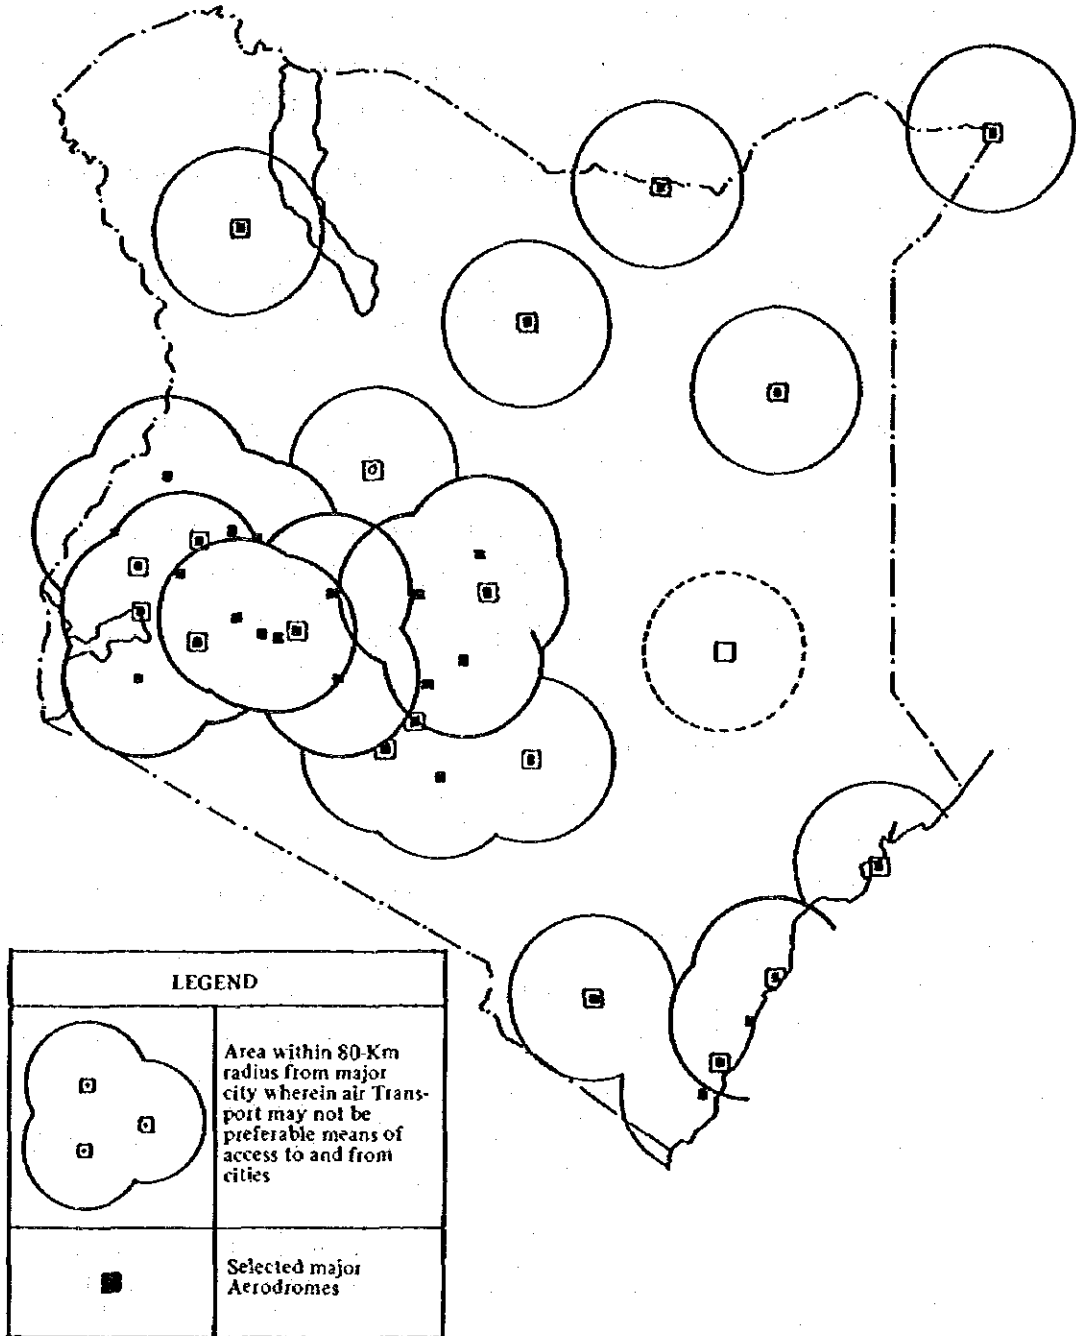 LEGEND
Area within 80-Km
radius from major
city wherein air Trans-
port may not be
preferable means of
access to and from
cities
Selected major
Aerodromes